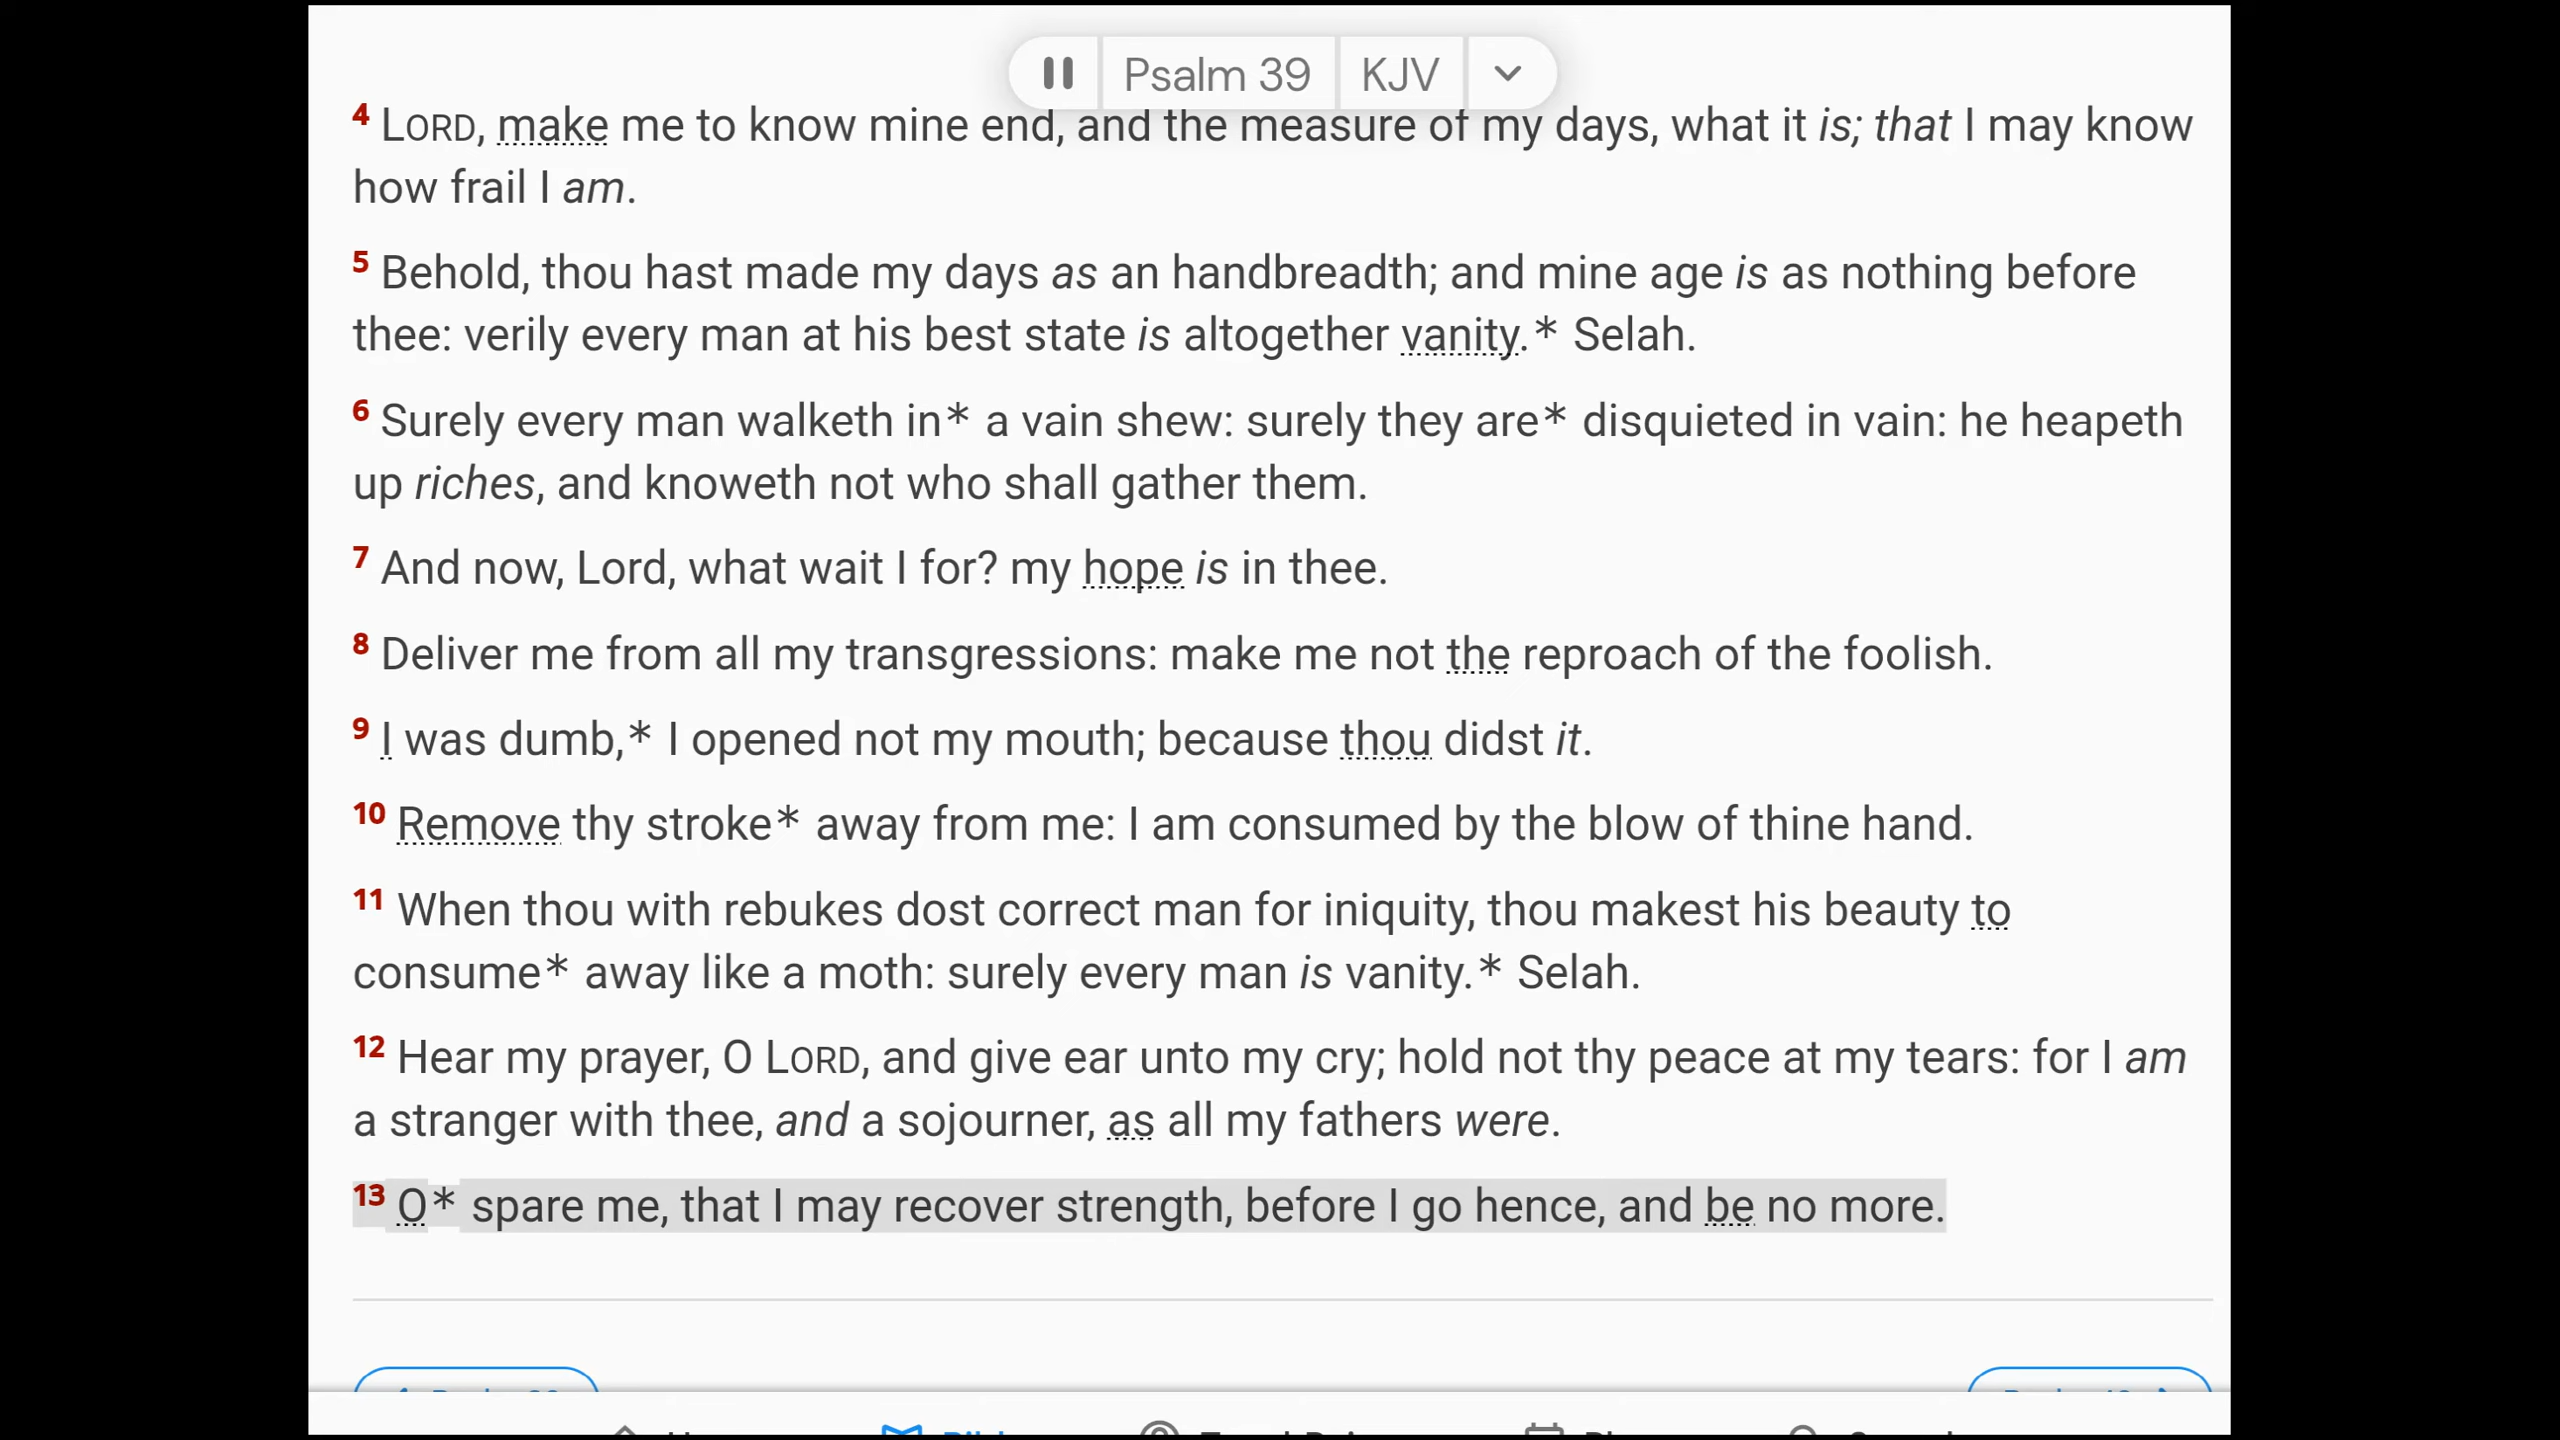 Psalm 39 KJV
4 LORD, make me to know mine end, and the measure of my days, what it is; that I may know
how frail I am.
5 Behold, thou hast made my days as an handbreadth; and mine age is as nothing before
thee: verily every man at his best state is altogether vanity.* Selah.
6 Surely every man walketh in* a vain shew: surely they are* disquieted in vain: he heapeth
up riches, and knoweth not who shall gather them.
7 And now, Lord, what wait I for? my hope is in thee.
8 Deliver me from all my transgressions: make me not the reproach of the foolish.
9 I was dumb,* I opened not my mouth; because thou didst it.
10 Remove thy stroke* away from me: I am consumed by the blow of thine hand.
11 When thou with rebukes dost correct man for iniquity, thou makest his beauty to
consume* away like a moth: surely every man is vanity.* Selah.
12 Hear my prayer, O LORD, and give ear unto my cry; hold not thy peace at my tears: for I am
a stranger with thee, and a sojourner, as all my fathers were.
13 O* spare me, that I may recover strength, before I go hence, and be no more.